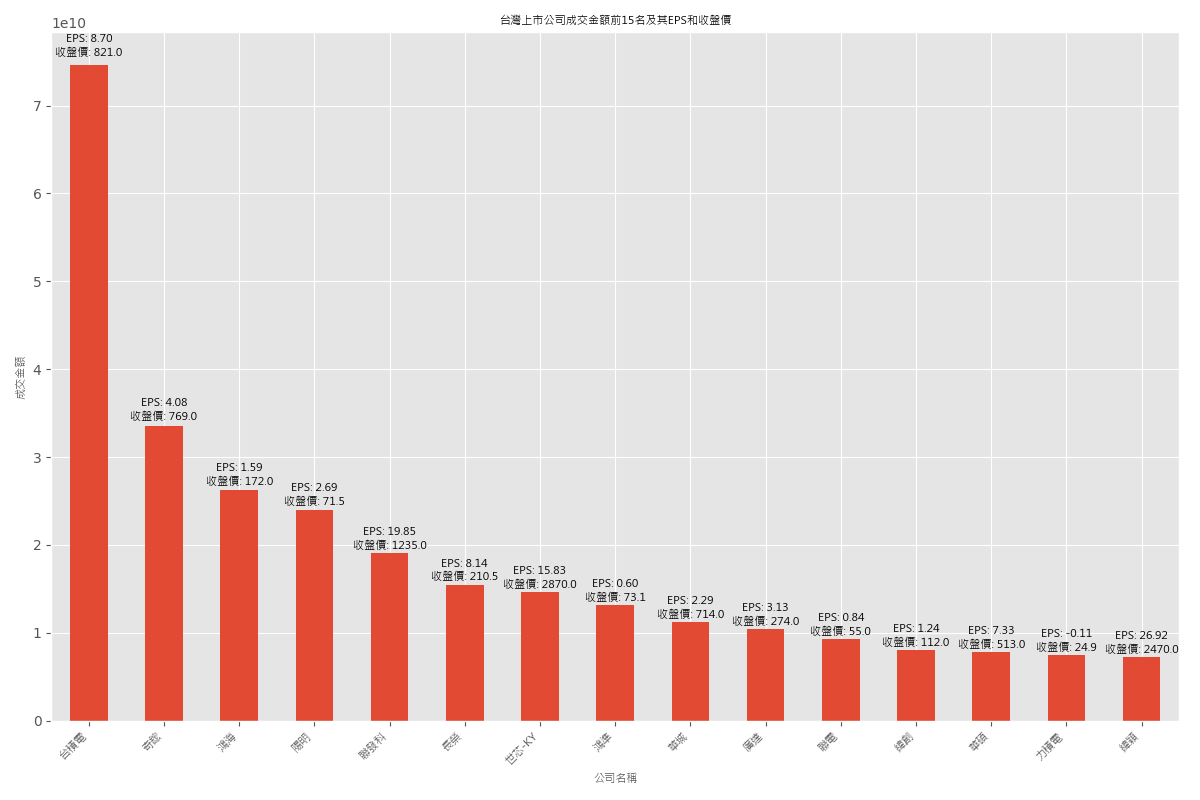 台灣上市公司成交金額前15名及其EPS和收盤價
1e10
EPS: 8.70
收盤價: 821.0
EPS: 4.08
收盤價: 769.0
EPS: 1.59
收盤價: 172.0
EPS: 2.69
收盤價: 71.5
EPS: 19.85
收盤價: 1235.0
EPS: 8.14
收盤價: 210.5
EPS: 15.83
收盤價: 2870.0
EPS: 0.60
收盤價: 73.1
EPS: 2.29
收盤價: 714.0
EPS: 3.13
收盤價: 274.0
EPS: 0.84
收盤價: 55.0
EPS: 1.24
收盤價: 112.0
EPS: 7.33
收盤價: 513.0
EPS: -0.11
收盤價: 24.9
EPS: 26.92
收盤價: 2470.0
7
6
5
4
3
2
1
0
成交金額
台積電
奇鋐
鴻海
陽明
聯發科
長榮
世芯-KY
鴻準
華城
廣達
聯電
緯創
華碩
力積電
緯穎
公司名稱